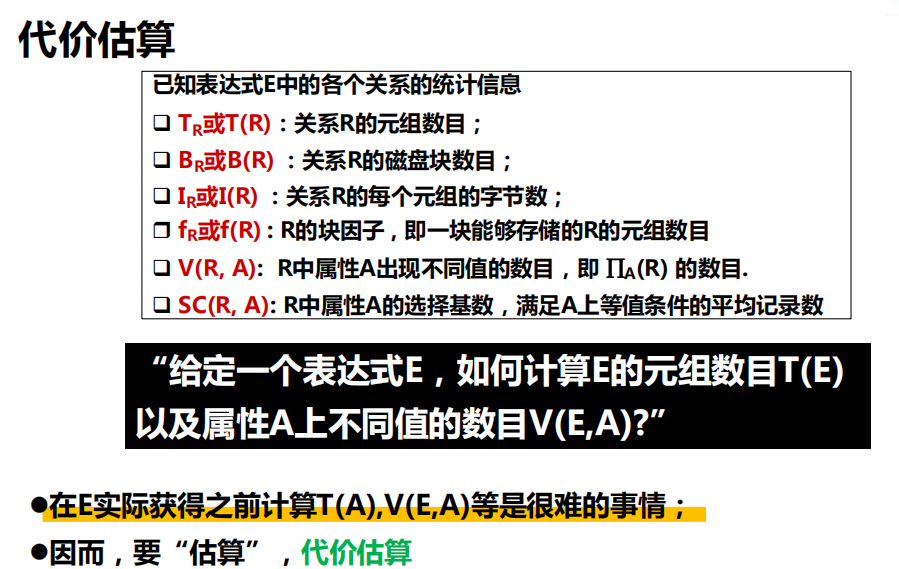 代价估算
已知表达式E中的各个关系的统计信息
❑ TR或T(R)：关系R的元组数目；
❑ BR或B(R) ：关系R的磁盘块数目；
❑ IR或I(R) ：关系R的每个元组的字节数；
❐ fR或f(R)：R的块因子，即一块能够存储的R的元组数目
❑ V(R, A)： R中属性A出现不同值的数目，即 ∏A(R) 的数目.
❑ SC(R, A): R中属性A的选择基数，满足A上等值条件的平均记录数
“给定一个表达式E，如何计算E的元组数目T(E)
以及属性A上不同值的数目V(E,A)?”
●在E实际获得之前计算T(A),V(E,A)等是很难的事情；
●因而，要“估算”，代价估算